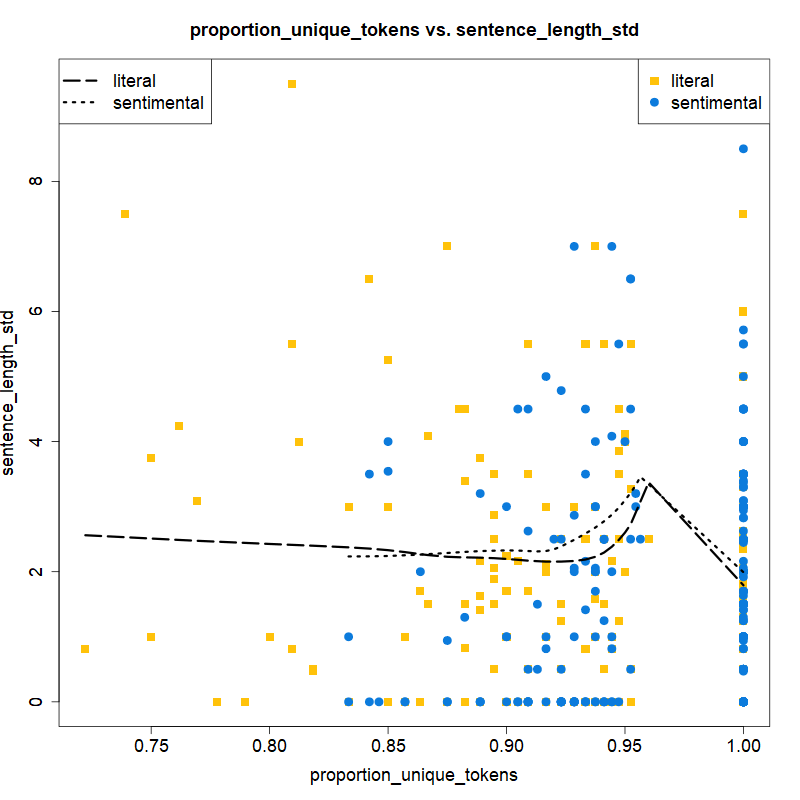 proportion_unique_tokens vs. sentence_length_std
literal
sentimental
literal
sentimental
sentence_length_std
8
6
4
2
0
0.75
0.80
0.85
0.90
0.95
1.00
proportion_unique_tokens